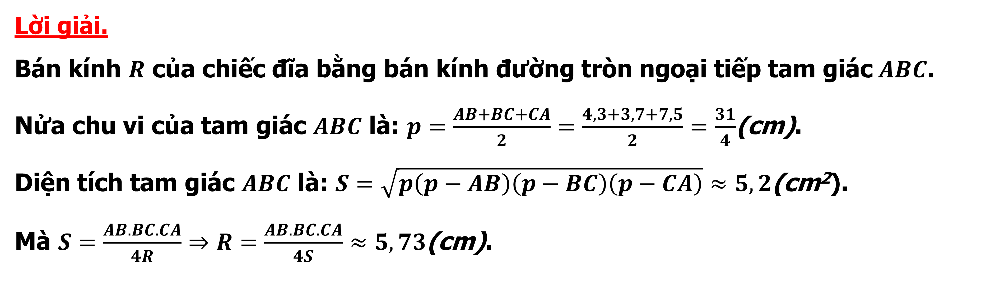 Lời giải.
Bán kính R của chiếc đĩa bằng bán kính đường tròn ngoại tiếp tam giác ABC.
Nửa chu vi của tam giác ABC là: p = \frac{AB+BC+CA}{2} = \frac{4,3+3,7+7,5}{2} = \frac{31}{4}(cm).
Diện tích tam giác ABC là: S = \sqrt{p(p − AB)(p − BC)(p − CA)} ≈ 5,2(cm²).
Mà S = \frac{AB.BC.CA}{4R} ⇒ R = \frac{AB.BC.CA}{4S} ≈ 5,73(cm).